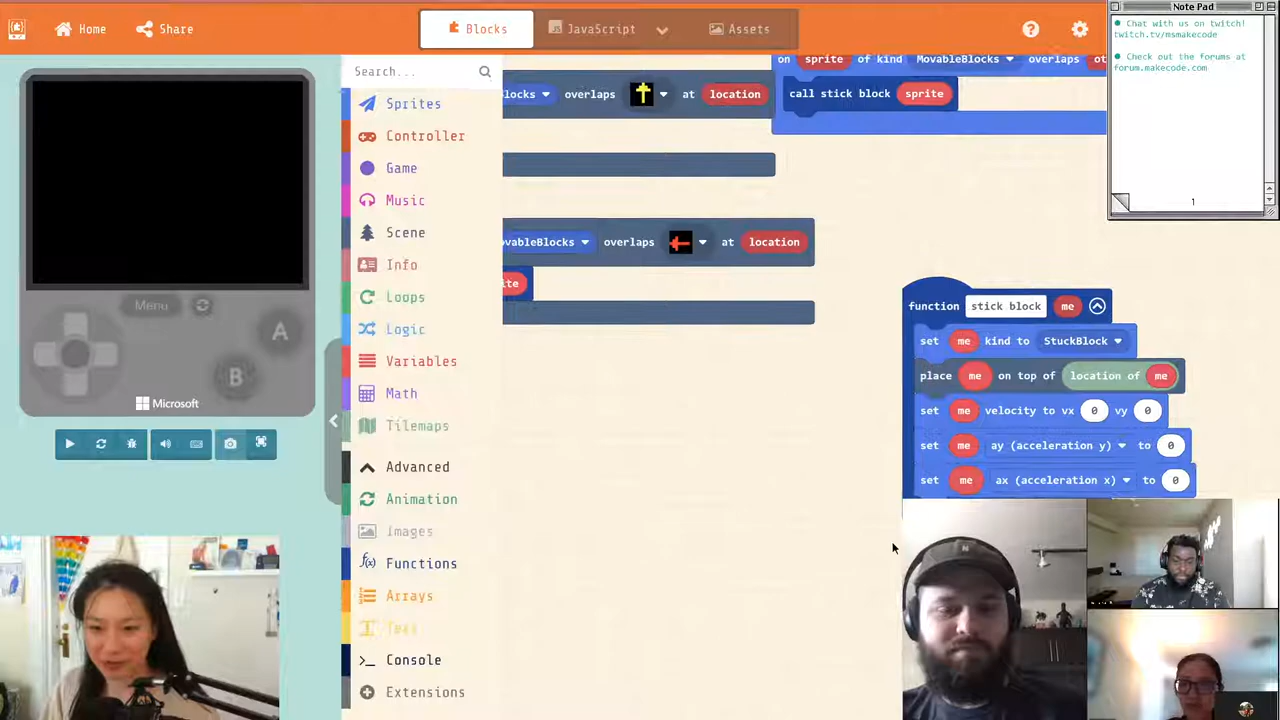 Home
Share
Blocks
JavaScript
Assets
Note Pad
Chat with us on twitch!
twitch.tv/msmakecode
Check out the forums at
forum.makecode.com
1
Search...
Sprites
Controller
Game
Music
Scene
Info
Loops
Logic
Variables
Math
Tilemaps
Advanced
Animation
Images
Functions
Arrays
Text
Console
Extensions
Menu
A
B
Microsoft
locks overlaps at location
on sprite of kind MovableBlocks overlaps ot
call stick block sprite
vableBlocks overlaps at location
ite
function stick block me
set me kind to StuckBlock
place me on top of location of me
set me velocity to vx 0 vy 0
set me ay (acceleration y) to 0
set me ax (acceleration x) to 0